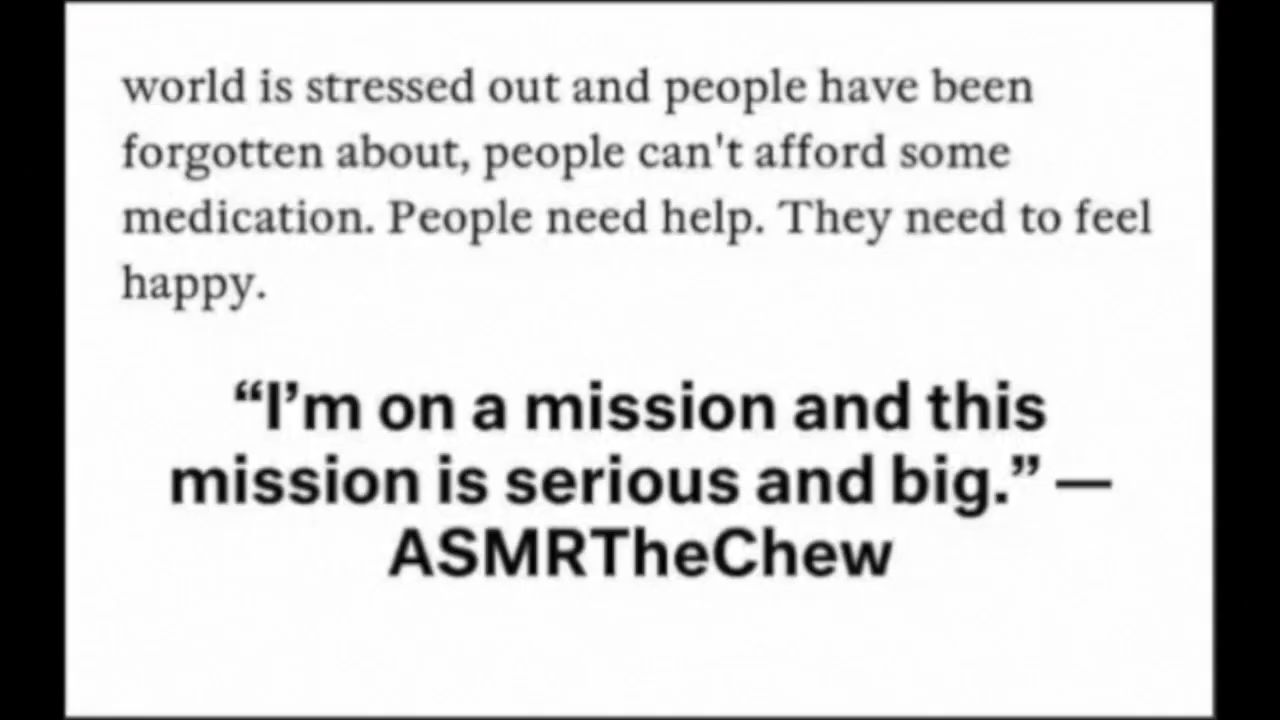 world is stressed out and people have been
forgotten about, people can't afford some
medication. People need help. They need to feel
happy.
“I’m on a mission and this
mission is serious and big.” —
ASMRTheChew